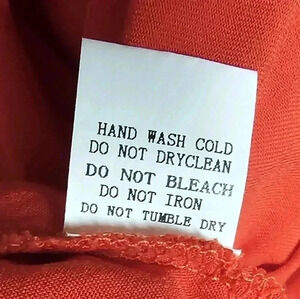 HAND WASH COLD
DO NOT DRYCLEAN
DO NOT BLEACH
DO NOT IRON
DO NOT TUMBLE DRY